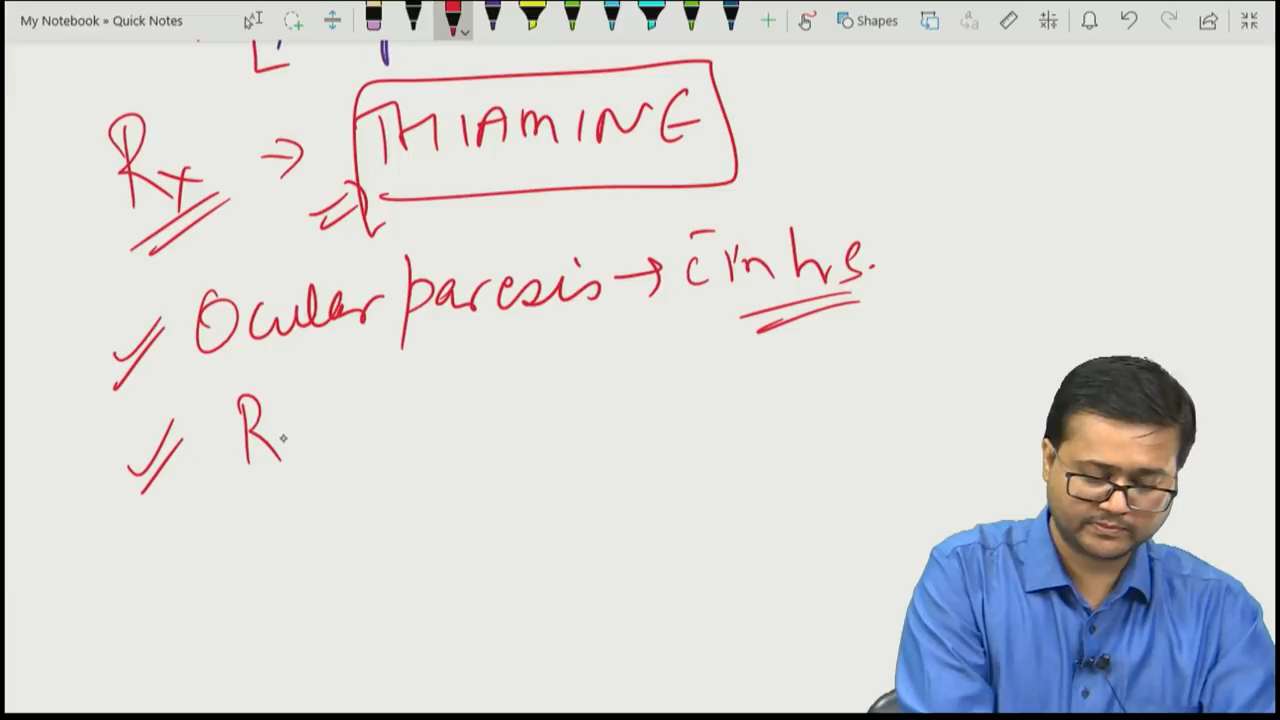 My Notebook » Quick Notes Shapes
Rx → THIAMINE
Ocular paresis → c̄ in hrs.
R